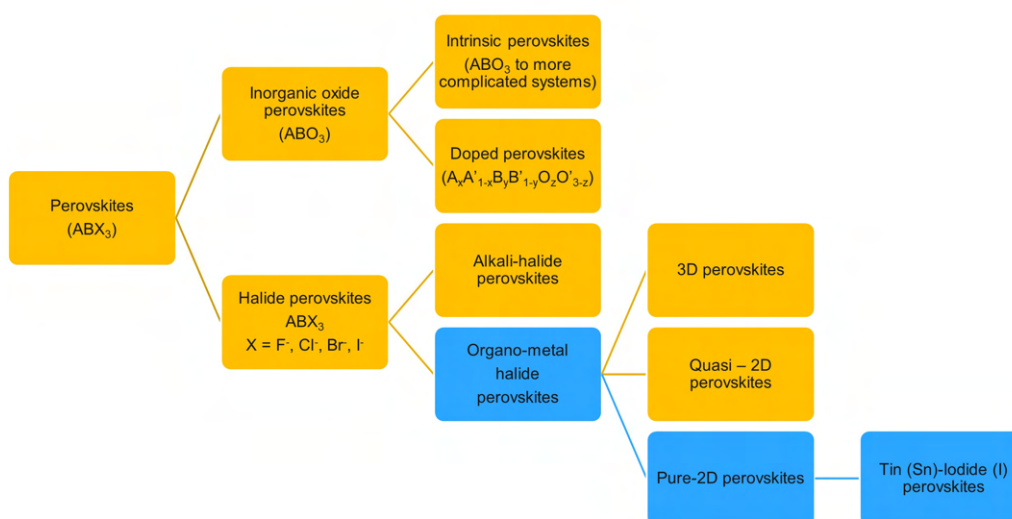 Perovskites
(ABX₃)
Inorganic oxide
perovskites
(ABO₃)
Intrinsic perovskites
(ABO₃ to more
complicated systems)
Doped perovskites
(AₓA'₁₋ₓBᵧB'₁₋ᵧO_zO'₃₋z)
Halide perovskites
ABX₃
X = F⁻, Cl⁻, Br⁻, I⁻
Alkali-halide
perovskites
Organo-metal
halide
perovskites
3D perovskites
Quasi – 2D
perovskites
Pure-2D perovskites
Tin (Sn)-Iodide (I)
perovskites